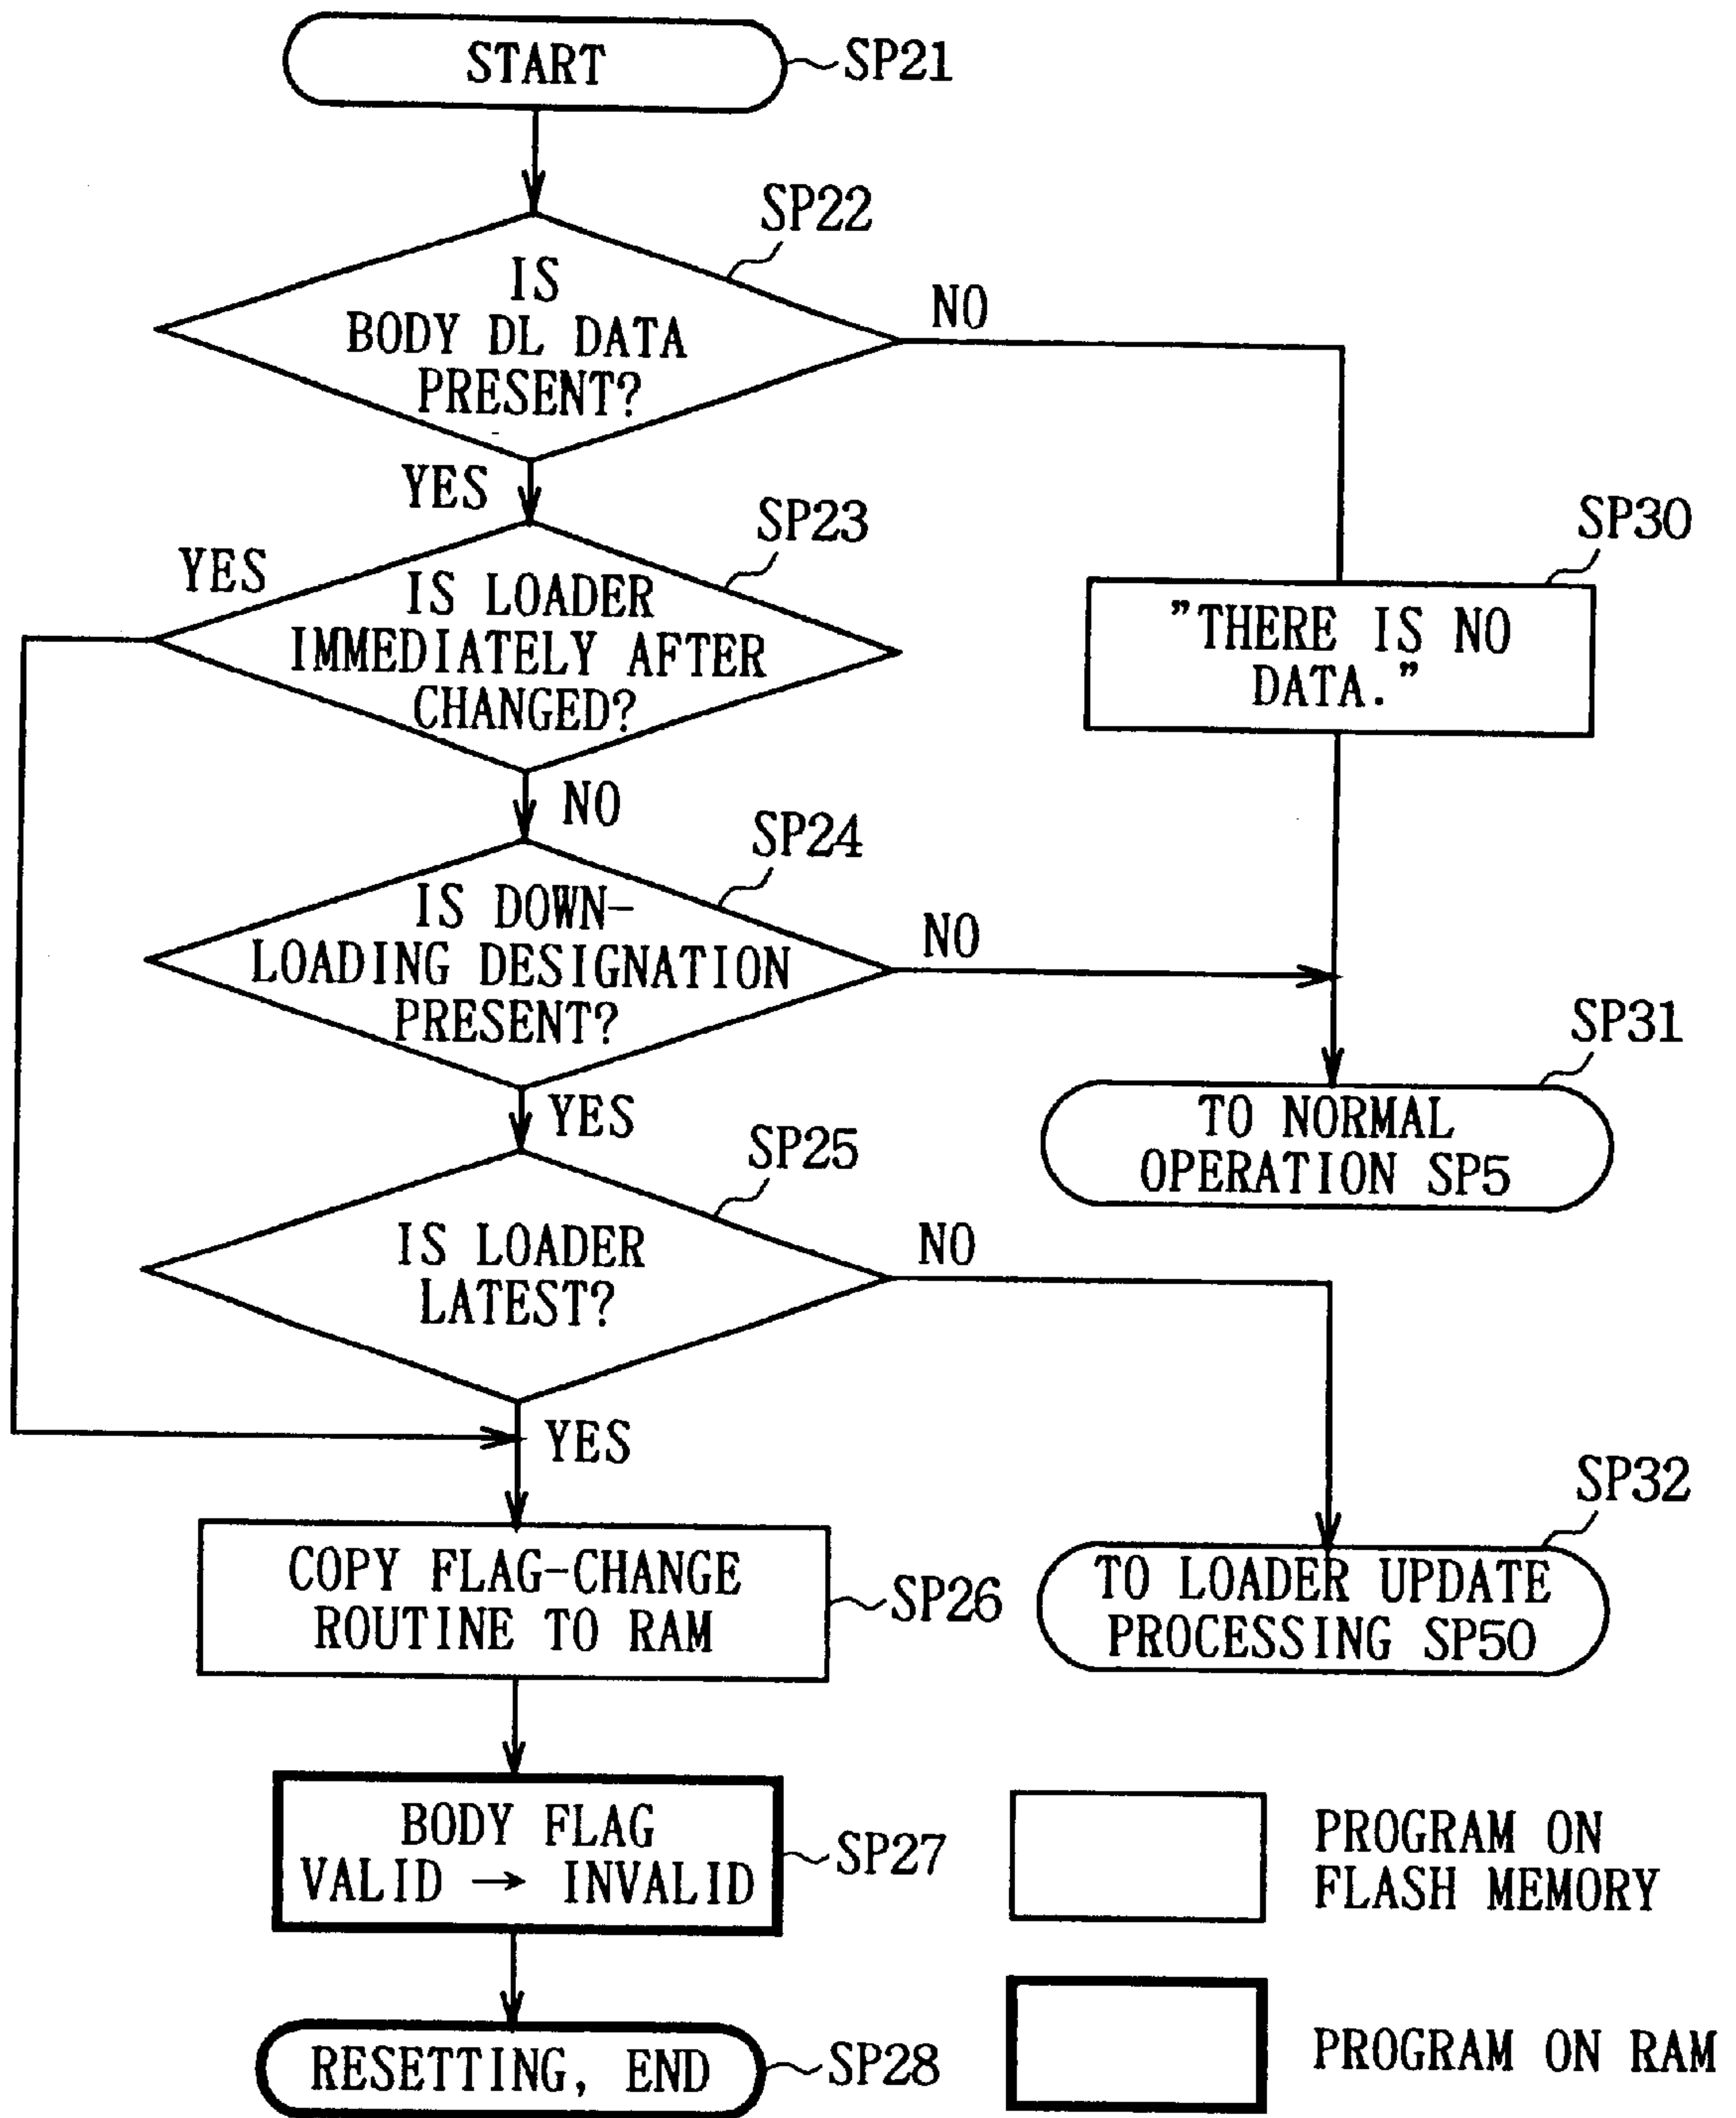 START
SP21
SP22
IS
BODY DL DATA
PRESENT?
NO
YES
SP23
YES
IS LOADER
IMMEDIATELY AFTER
CHANGED?
SP30
"THERE IS NO
DATA."
NO
SP24
IS DOWN-
LOADING DESIGNATION
PRESENT?
NO
SP31
TO NORMAL
OPERATION SP5
YES
SP25
IS LOADER
LATEST?
NO
YES
SP32
TO LOADER UPDATE
PROCESSING SP50
COPY FLAG-CHANGE
ROUTINE TO RAM
SP26
BODY FLAG
VALID → INVALID
SP27
PROGRAM ON
FLASH MEMORY
RESETTING, END
SP28
PROGRAM ON RAM